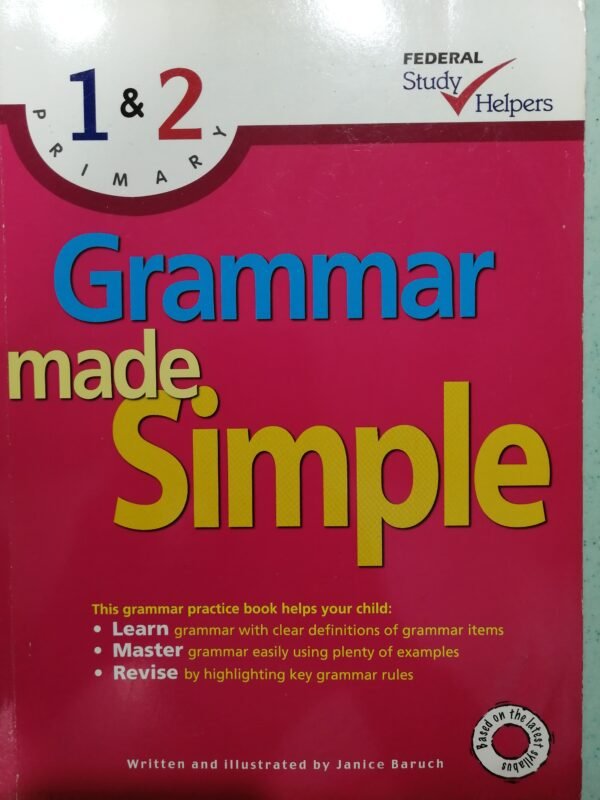 1 & 2
PRIMARY
FEDERAL
Study
Helpers
Grammar
made
Simple
This grammar practice book helps your child:
• Learn grammar with clear definitions of grammar items
• Master grammar easily using plenty of examples
• Revise by highlighting key grammar rules
Based on the latest syllabus
Written and illustrated by Janice Baruch